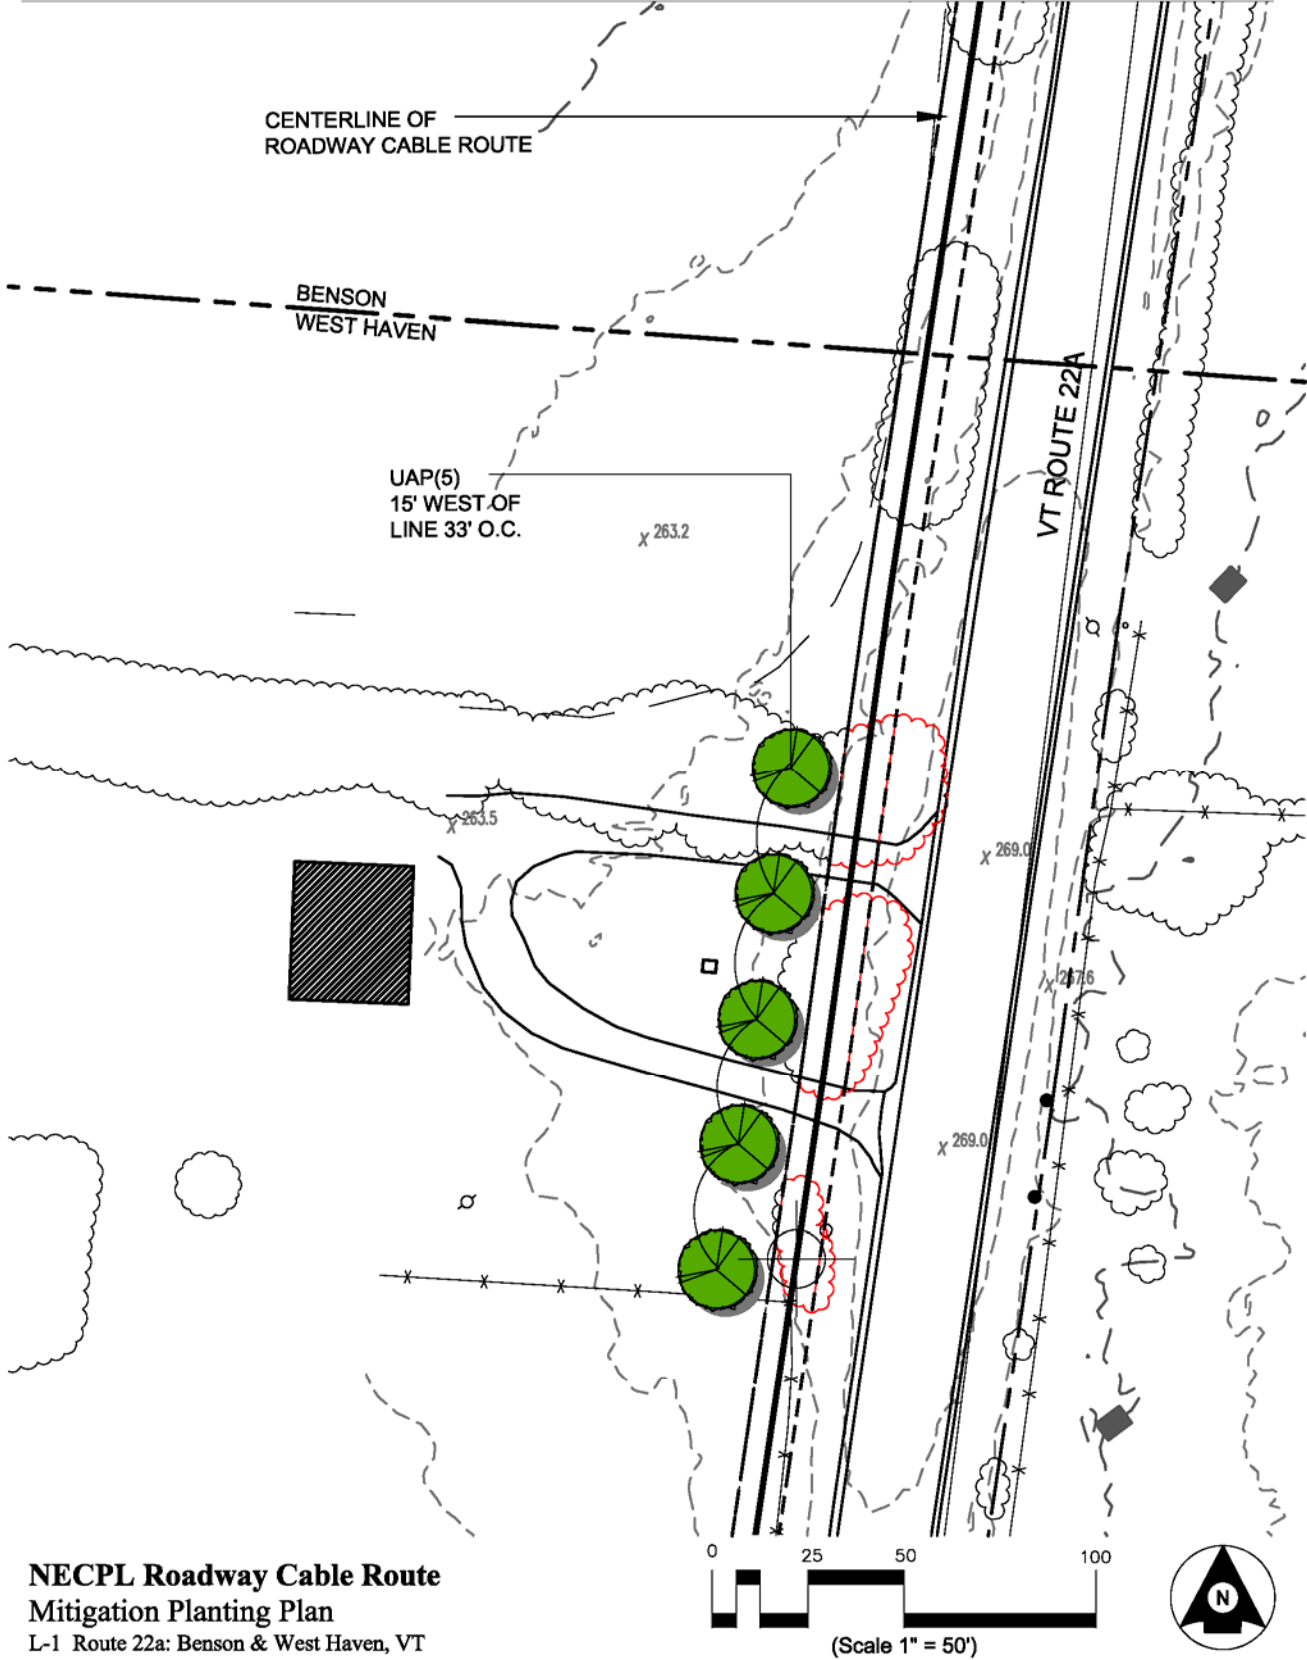 CENTERLINE OF
ROADWAY CABLE ROUTE
BENSON
WEST HAVEN
VT ROUTE 22A
UAP(5)
15' WEST OF
LINE 33' O.C.
X 263.2
X 263.5
X 269.0
X 267.6
X 269.0
NECPL Roadway Cable Route
Mitigation Planting Plan
L-1 Route 22a: Benson & West Haven, VT
0 25 50 100
(Scale 1" = 50')
N